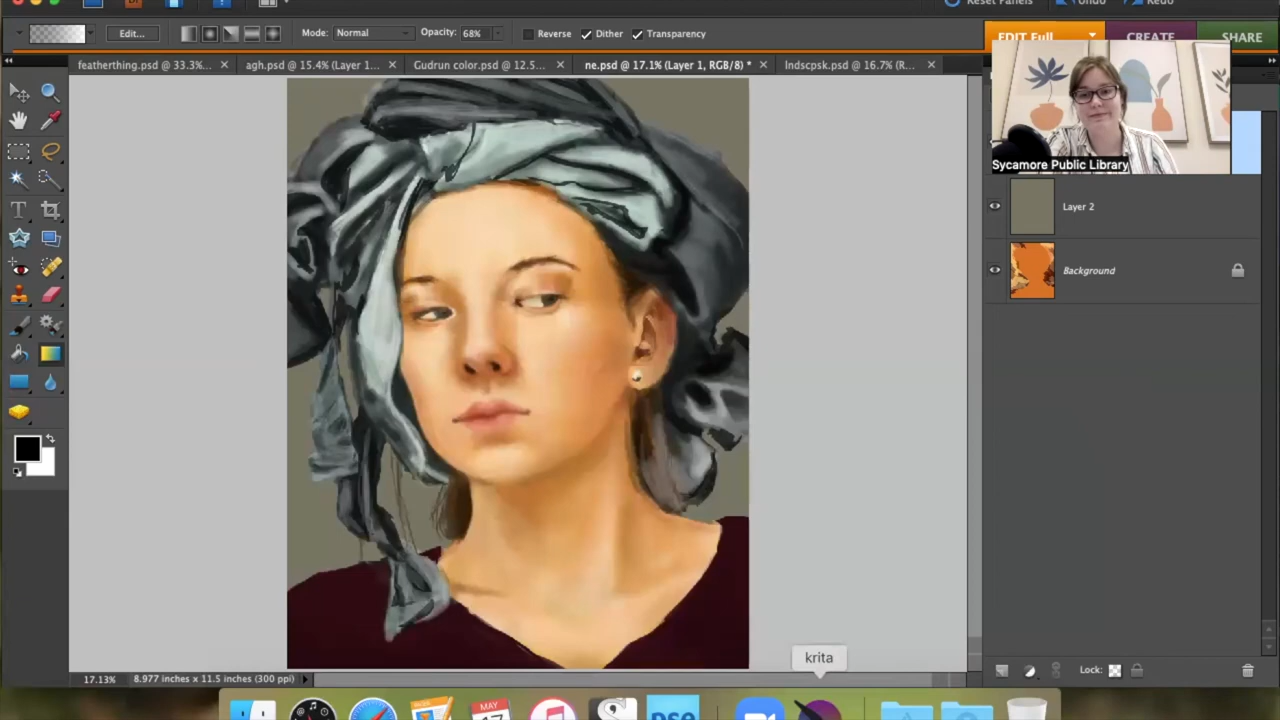 Reset Panels Undo Redo
Edit... Mode: Normal Opacity: 68% Reverse Dither Transparency
EDIT Full CREATE SHARE
featherthing.psd @ 33.3%... agh.psd @ 15.4% (Layer 1... Gudrun color.psd @ 12.5... ne.psd @ 17.1% (Layer 1, RGB/8) * lndscpsk.psd @ 16.7% (R...
Sycamore Public Library
Layer 2
Background
krita
Lock:
17.13% 8.977 inches x 11.5 inches (300 ppi)
MAY
17
pse